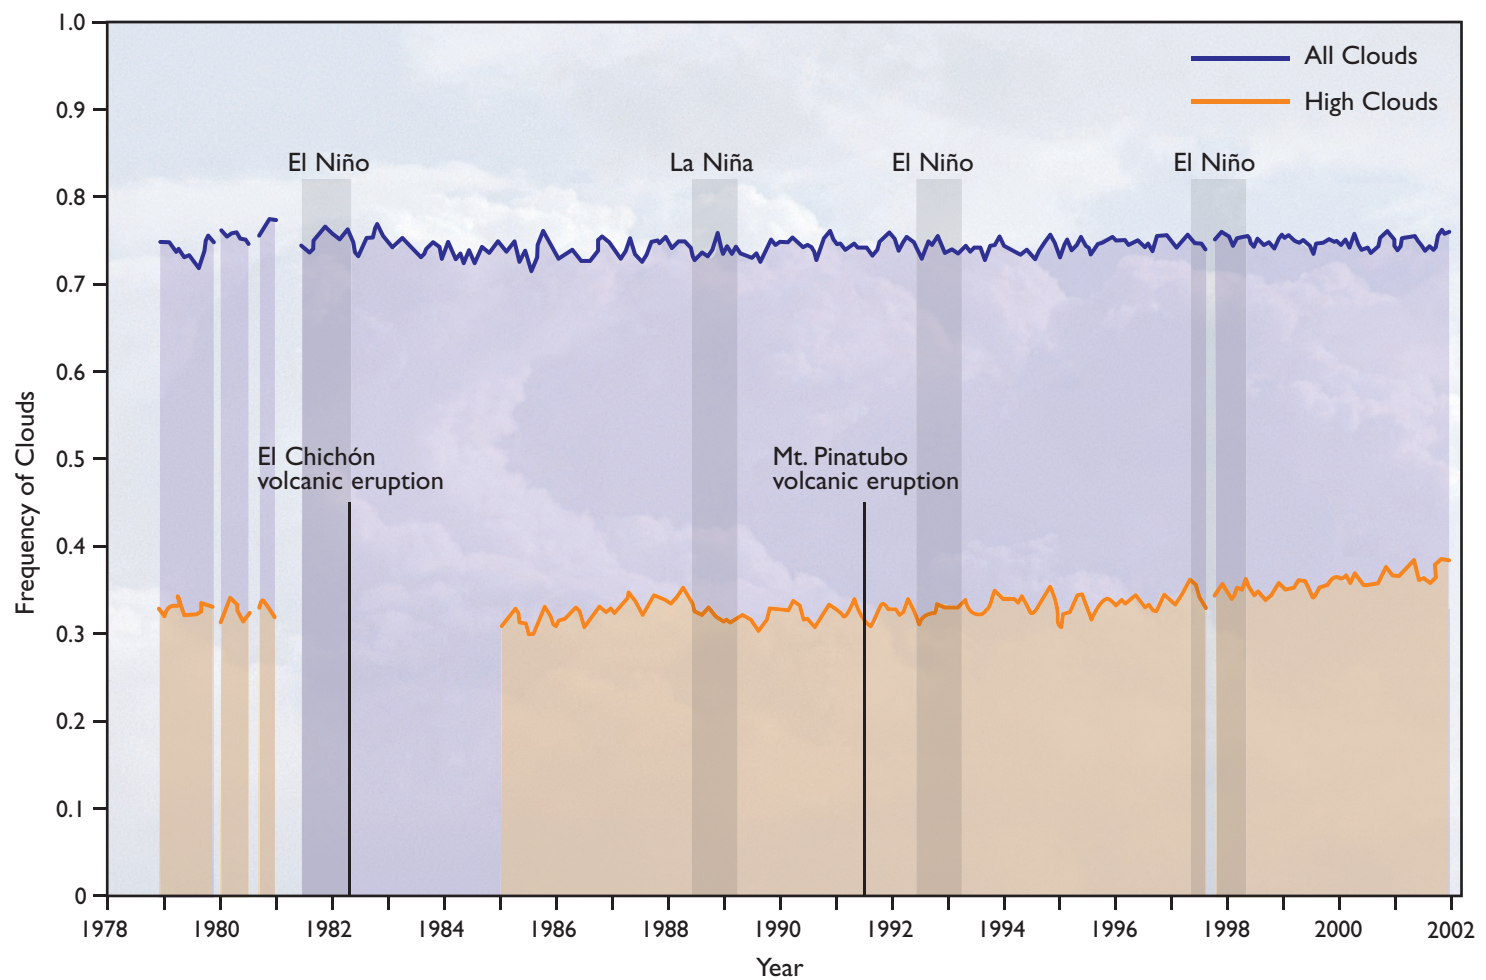 1.0
0.9
0.8
0.7
0.6
0.5
0.4
0.3
0.2
0.1
0
Frequency of Clouds
All Clouds
High Clouds
El Niño
La Niña
El Niño
El Niño
El Chichón
volcanic eruption
Mt. Pinatubo
volcanic eruption
1978 1980 1982 1984 1986 1988 1990 1992 1994 1996 1998 2000 2002
Year